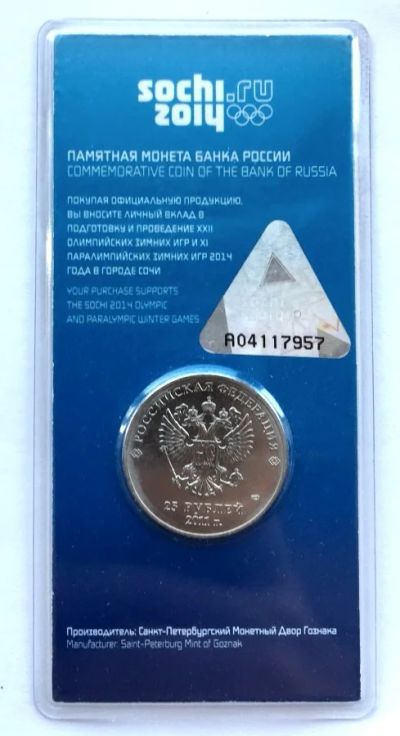 sochi.ru
2014
ПАМЯТНАЯ МОНЕТА БАНКА РОССИИ
COMMEMORATIVE COIN OF THE BANK OF RUSSIA
ПОКУПАЯ ОФИЦИАЛЬНУЮ ПРОДУКЦИЮ,
ВЫ ВНОСИТЕ ЛИЧНЫЙ ВКЛАД В
ПОДГОТОВКУ И ПРОВЕДЕНИЕ XXII
ОЛИМПИЙСКИХ ЗИМНИХ ИГР И XI
ПАРАЛИМПИЙСКИХ ЗИМНИХ ИГР 2014
ГОДА В ГОРОДЕ СОЧИ
YOUR PURCHASE SUPPORTS
THE SOCHI 2014 OLYMPIC
AND PARALYMPIC WINTER GAMES
SOCHI
2014
A04117957
РОССИЙСКАЯ ФЕДЕРАЦИЯ
25 РУБЛЕЙ
2011 г.
Производитель: Санкт-Петербургский Монетный Двор Гознака
Manufacturer: Saint-Peterburg Mint of Goznak